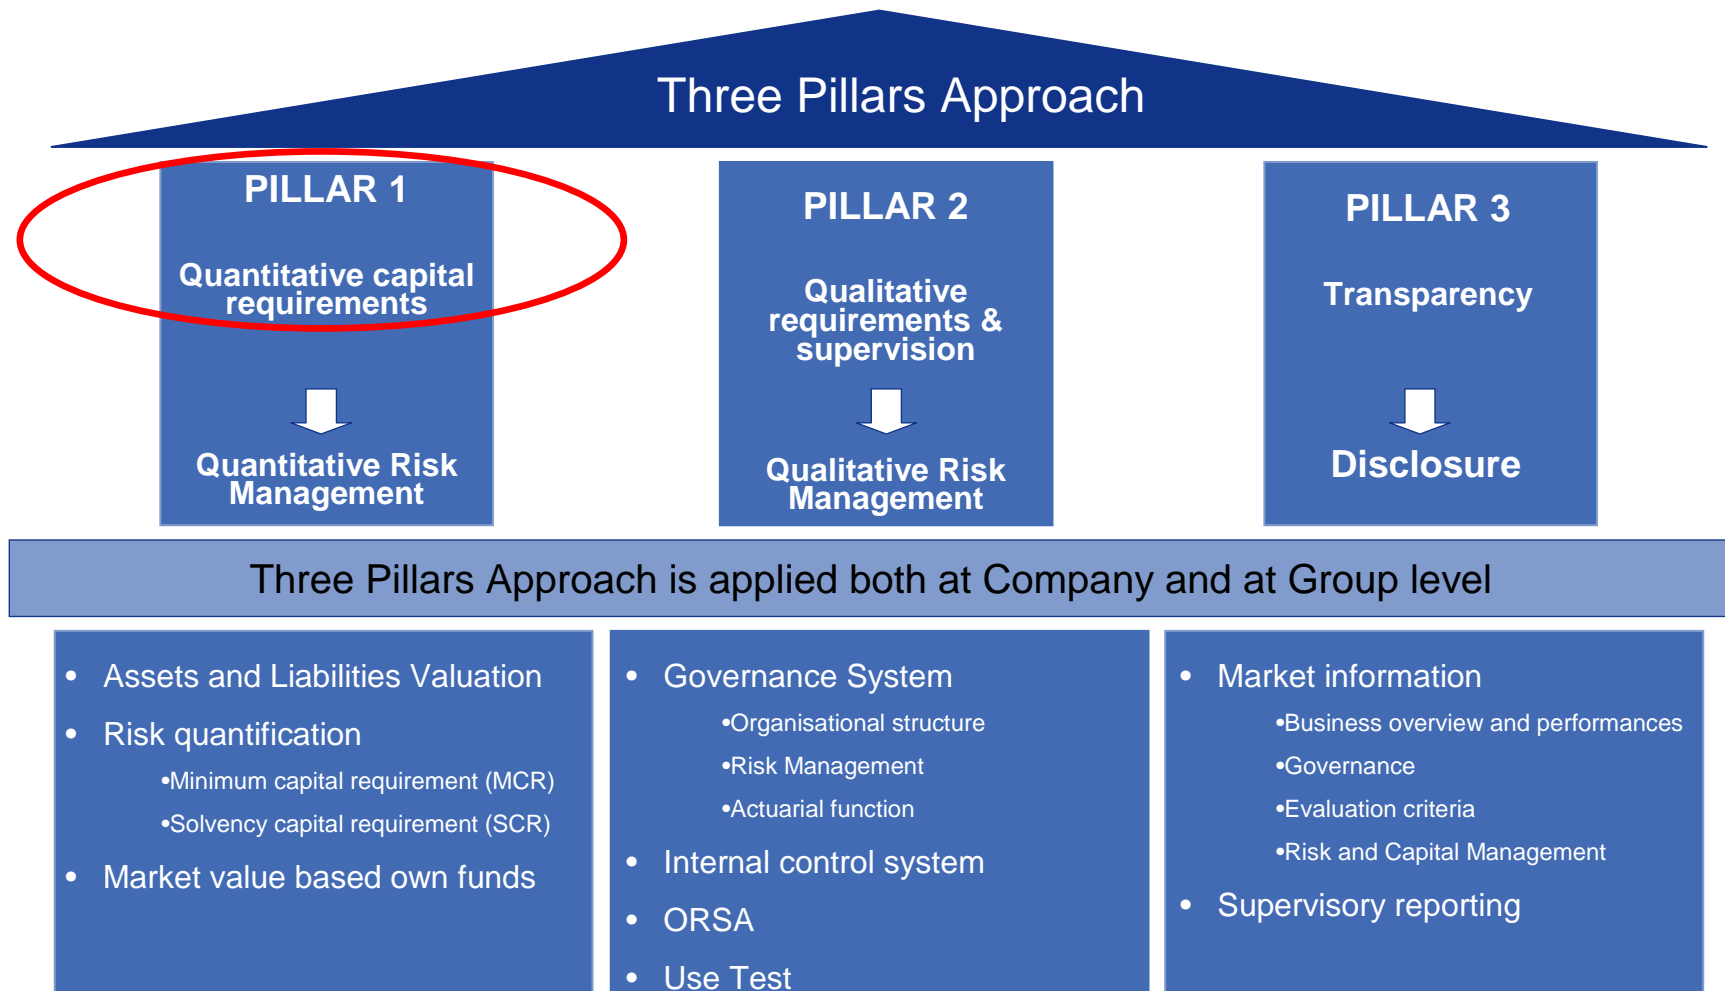 Three Pillars Approach
PILLAR 1
Quantitative capital
requirements
Quantitative Risk
Management
PILLAR 2
Qualitative
requirements &
supervision
Qualitative Risk
Management
PILLAR 3
Transparency
Disclosure
Three Pillars Approach is applied both at Company and at Group level
• Assets and Liabilities Valuation
• Risk quantification
•Minimum capital requirement (MCR)
•Solvency capital requirement (SCR)
• Market value based own funds
• Governance System
•Organisational structure
•Risk Management
•Actuarial function
• Internal control system
• ORSA
• Use Test
• Market information
•Business overview and performances
•Governance
•Evaluation criteria
•Risk and Capital Management
• Supervisory reporting